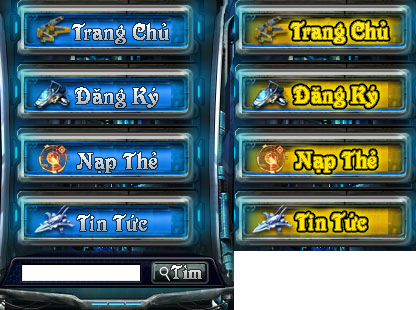 Trang Chủ
Trang Chủ
Đăng Ký
Đăng Ký
Nạp Thẻ
Nạp Thẻ
Tin Tức
Tin Tức
Tìm